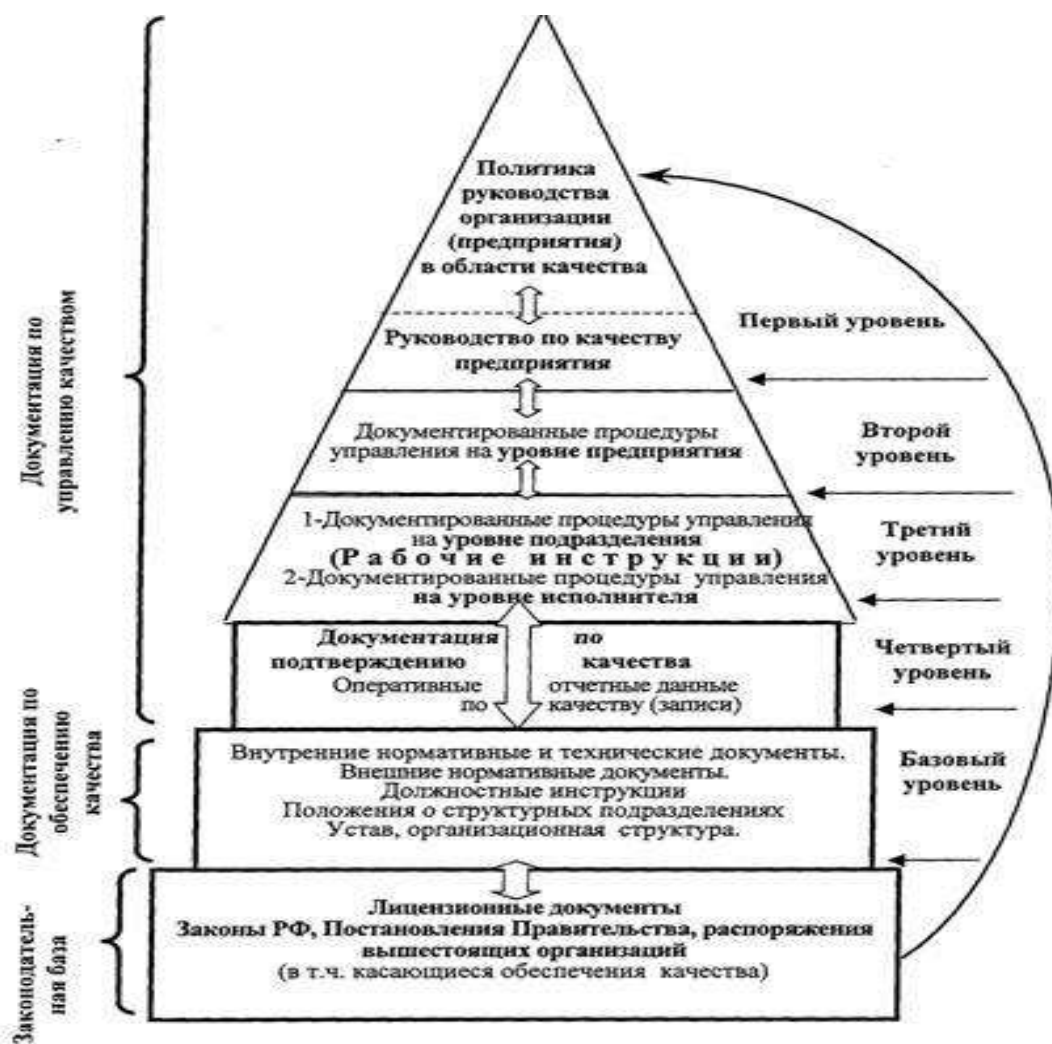 Политика
руководства
организации
(предприятия)
в области качества
Руководство по качеству
предприятия
Первый уровень
Документированные процедуры
управления на уровне предприятия
Второй
уровень
1-Документированные процедуры управления
на уровне подразделения
(Рабочие инструкции)
2-Документированные процедуры управления
на уровне исполнителя
Третий
уровень
Документация по
подтверждению качества
Оперативные отчетные данные
по качеству (записи)
Четвертый
уровень
Внутренние нормативные и технические документы.
Внешние нормативные документы.
Должностные инструкции
Положения о структурных подразделениях
Устав, организационная структура.
Базовый
уровень
Лицензионные документы
Законы РФ, Постановления Правительства, распоряжения
вышестоящих организаций
(в т.ч. касающиеся обеспечения качества)
Документация по
управлению качеством
Документация по
обеспечению
качества
Законодатель-
ная база